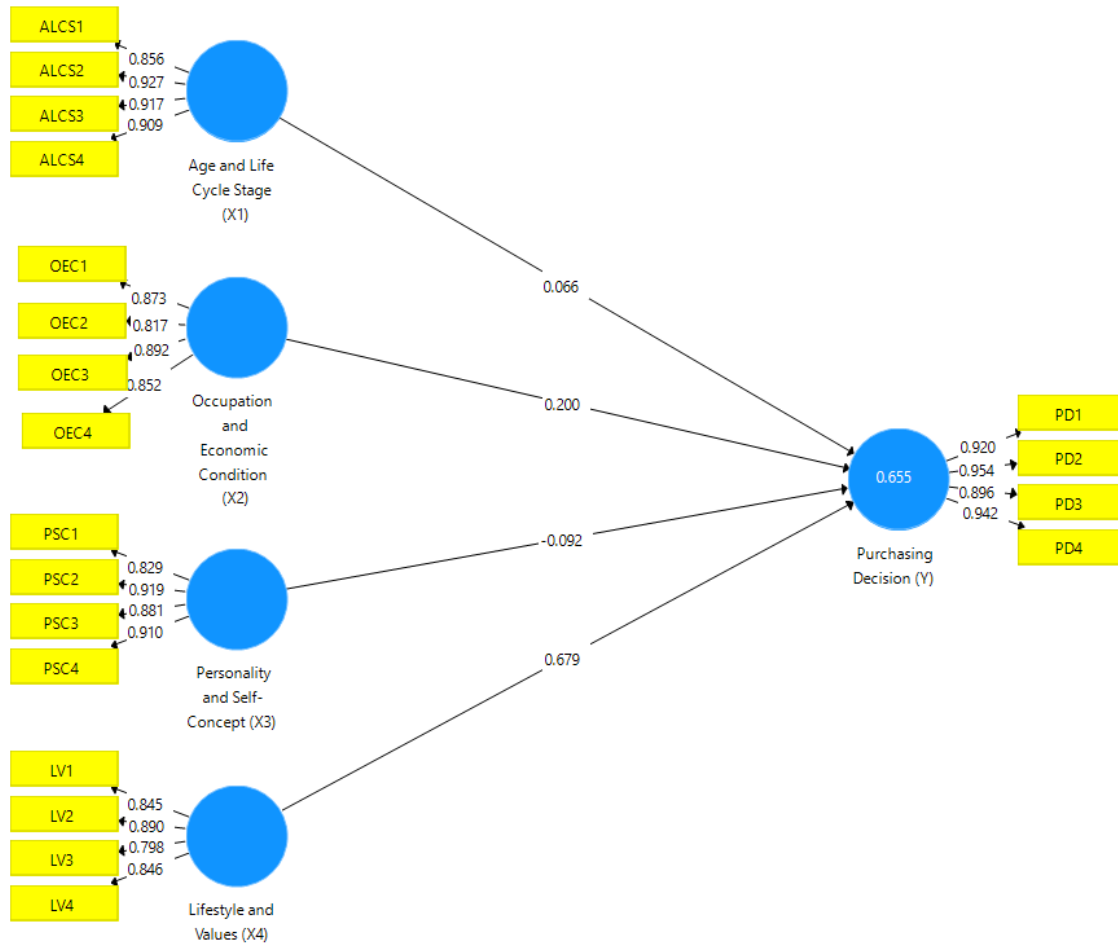 ALCS1
ALCS2
ALCS3
ALCS4
0.856
0.927
0.917
0.909
Age and Life
Cycle Stage
(X1)
0.066
OEC1
OEC2
OEC3
OEC4
0.873
0.817
0.892
0.852
Occupation
and
Economic
Condition
(X2)
0.200
PSC1
PSC2
PSC3
PSC4
0.829
0.919
0.881
0.910
Personality
and Self-
Concept (X3)
-0.092
LV1
LV2
LV3
LV4
0.845
0.890
0.798
0.846
Lifestyle and
Values (X4)
0.679
0.655
Purchasing
Decision (Y)
0.920
0.954
0.896
0.942
PD1
PD2
PD3
PD4